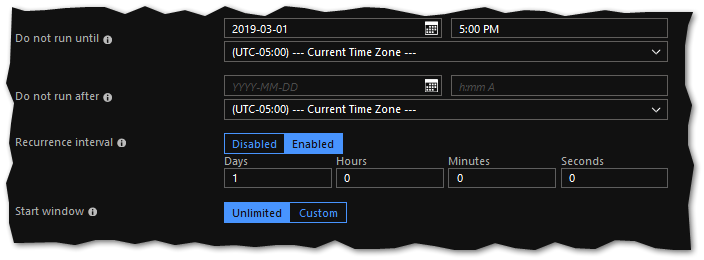 Do not run until
2019-03-01 5:00 PM
(UTC-05:00) --- Current Time Zone ---
Do not run after
YYYY-MM-DD h:mm A
(UTC-05:00) --- Current Time Zone ---
Recurrence interval Disabled Enabled
Days Hours Minutes Seconds
1 0 0 0
Start window Unlimited Custom